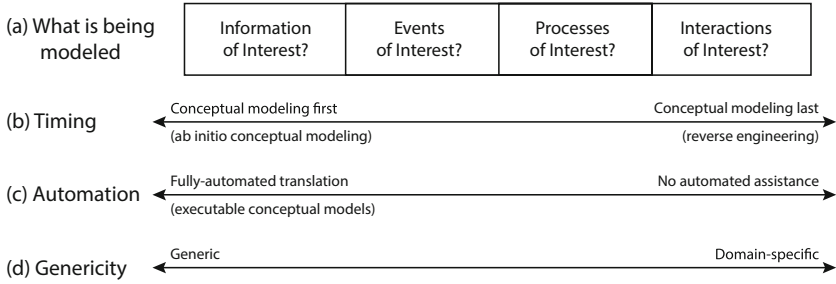 (a) What is being modeled
Information of Interest?
Events of Interest?
Processes of Interest?
Interactions of Interest?
(b) Timing
Conceptual modeling first
(ab initio conceptual modeling)
Conceptual modeling last
(reverse engineering)
(c) Automation
Fully-automated translation
(executable conceptual models)
No automated assistance
(d) Genericity
Generic
Domain-specific